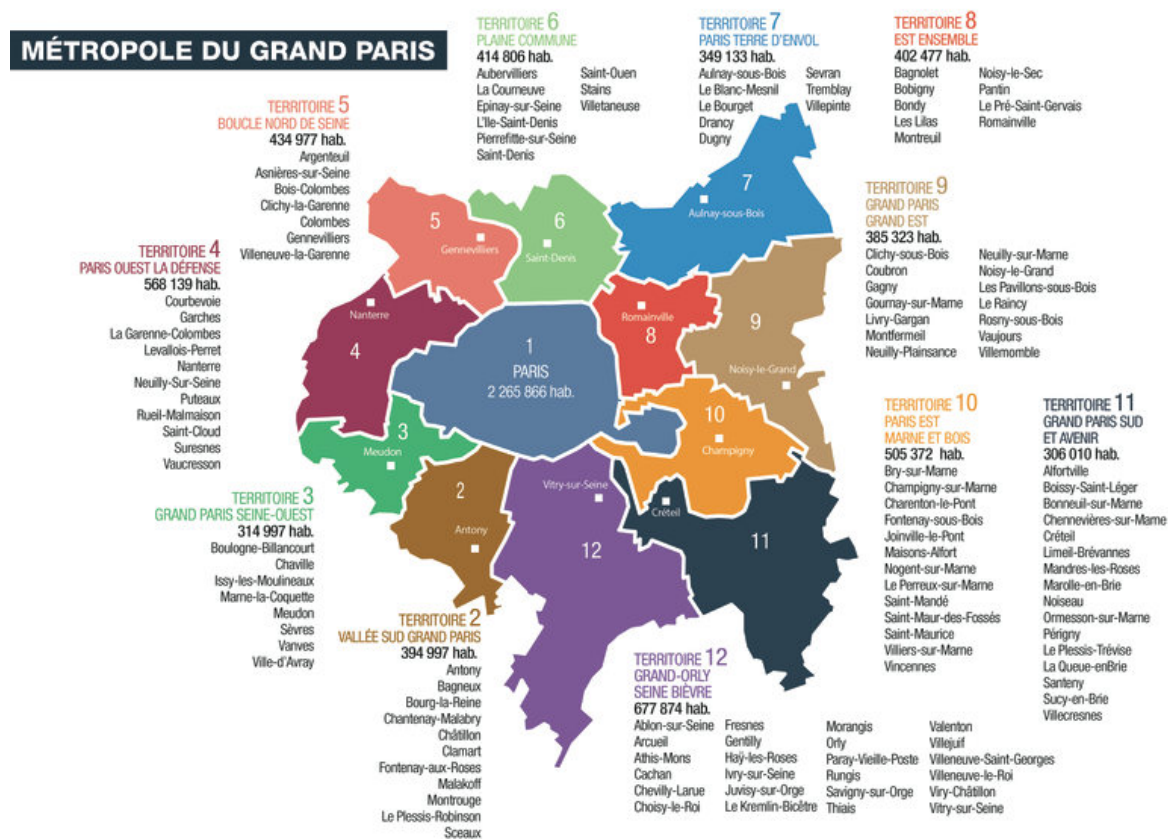 MÉTROPOLE DU GRAND PARIS
TERRITOIRE 6
PLAINE COMMUNE
414 806 hab.
Aubervilliers
La Courneuve
Epinay-sur-Seine
L'Ile-Saint-Denis
Pierrefitte-sur-Seine
Saint-Denis
Saint-Ouen
Stains
Villetaneuse
TERRITOIRE 7
PARIS TERRE D'ENVOL
349 133 hab.
Aulnay-sous-Bois
Le Blanc-Mesnil
Le Bourget
Drancy
Dugny
Sevran
Tremblay
Villepinte
TERRITOIRE 8
EST ENSEMBLE
402 477 hab.
Bagnolet
Bobigny
Bondy
Les Lilas
Montreuil
Noisy-le-Sec
Pantin
Le Pré-Saint-Gervais
Romainville
TERRITOIRE 5
BOUCLE NORD DE SEINE
434 977 hab.
Argenteuil
Asnières-sur-Seine
Bois-Colombes
Clichy-la-Garenne
Colombes
Gennevilliers
Villeneuve-la-Garenne
TERRITOIRE 9
GRAND PARIS
GRAND EST
385 323 hab.
Clichy-sous-Bois
Coubron
Gagny
Gournay-sur-Marne
Livry-Gargan
Montfermeil
Neuilly-Plaisance
Neuilly-sur-Marne
Noisy-le-Grand
Les Pavillons-sous-Bois
Le Raincy
Rosny-sous-Bois
Vaujours
Villemomble
TERRITOIRE 4
PARIS OUEST LA DÉFENSE
568 139 hab.
Courbevoie
Garches
La Garenne-Colombes
Levallois-Perret
Nanterre
Neuilly-Sur-Seine
Puteaux
Rueil-Malmaison
Saint-Cloud
Suresnes
Vaucresson
5
Gennevilliers
6
Saint-Denis
7
Aulnay-sous-Bois
Nanterre
4
1
PARIS
2 265 866 hab.
Romainville
8
9
Noisy-le-Grand
3
Meudon
10
Champigny
2
Antony
Vitry-sur-Seine
12
Créteil
11
TERRITOIRE 10
PARIS EST
MARNE ET BOIS
505 372 hab.
Bry-sur-Marne
Champigny-sur-Marne
Charenton-le-Pont
Fontenay-sous-Bois
Joinville-le-Pont
Maisons-Alfort
Nogent-sur-Marne
Le Perreux-sur-Marne
Saint-Mandé
Saint-Maur-des-Fossés
Saint-Maurice
Villiers-sur-Marne
Vincennes
TERRITOIRE 11
GRAND PARIS SUD
ET AVENIR
306 010 hab.
Alfortville
Boissy-Saint-Léger
Bonneuil-sur-Marne
Chennevières-sur-Marne
Créteil
Limeil-Brévannes
Mandres-les-Roses
Marolle-en-Brie
Noiseau
Ormesson-sur-Marne
Périgny
Le Plessis-Trévise
La Queue-enBrie
Santeny
Sucy-en-Brie
Villecresnes
TERRITOIRE 3
GRAND PARIS SEINE-OUEST
314 997 hab.
Boulogne-Billancourt
Chaville
Issy-les-Moulineaux
Marne-la-Coquette
Meudon
Sèvres
Vanves
Ville-d'Avray
TERRITOIRE 2
VALLÉE SUD GRAND PARIS
394 997 hab.
Antony
Bagneux
Bourg-la-Reine
Chantenay-Malabry
Châtillon
Clamart
Fontenay-aux-Roses
Malakoff
Montrouge
Le Plessis-Robinson
Sceaux
TERRITOIRE 12
GRAND-ORLY
SEINE BIÈVRE
677 874 hab.
Ablon-sur-Seine
Arcueil
Athis-Mons
Cachan
Chevilly-Larue
Choisy-le-Roi
Fresnes
Gentilly
Haÿ-les-Roses
Ivry-sur-Seine
Juvisy-sur-Orge
Le Kremlin-Bicêtre
Morangis
Orly
Paray-Vieille-Poste
Rungis
Savigny-sur-Orge
Thiais
Valenton
Villejuif
Villeneuve-Saint-Georges
Villeneuve-le-Roi
Viry-Châtillon
Vitry-sur-Seine